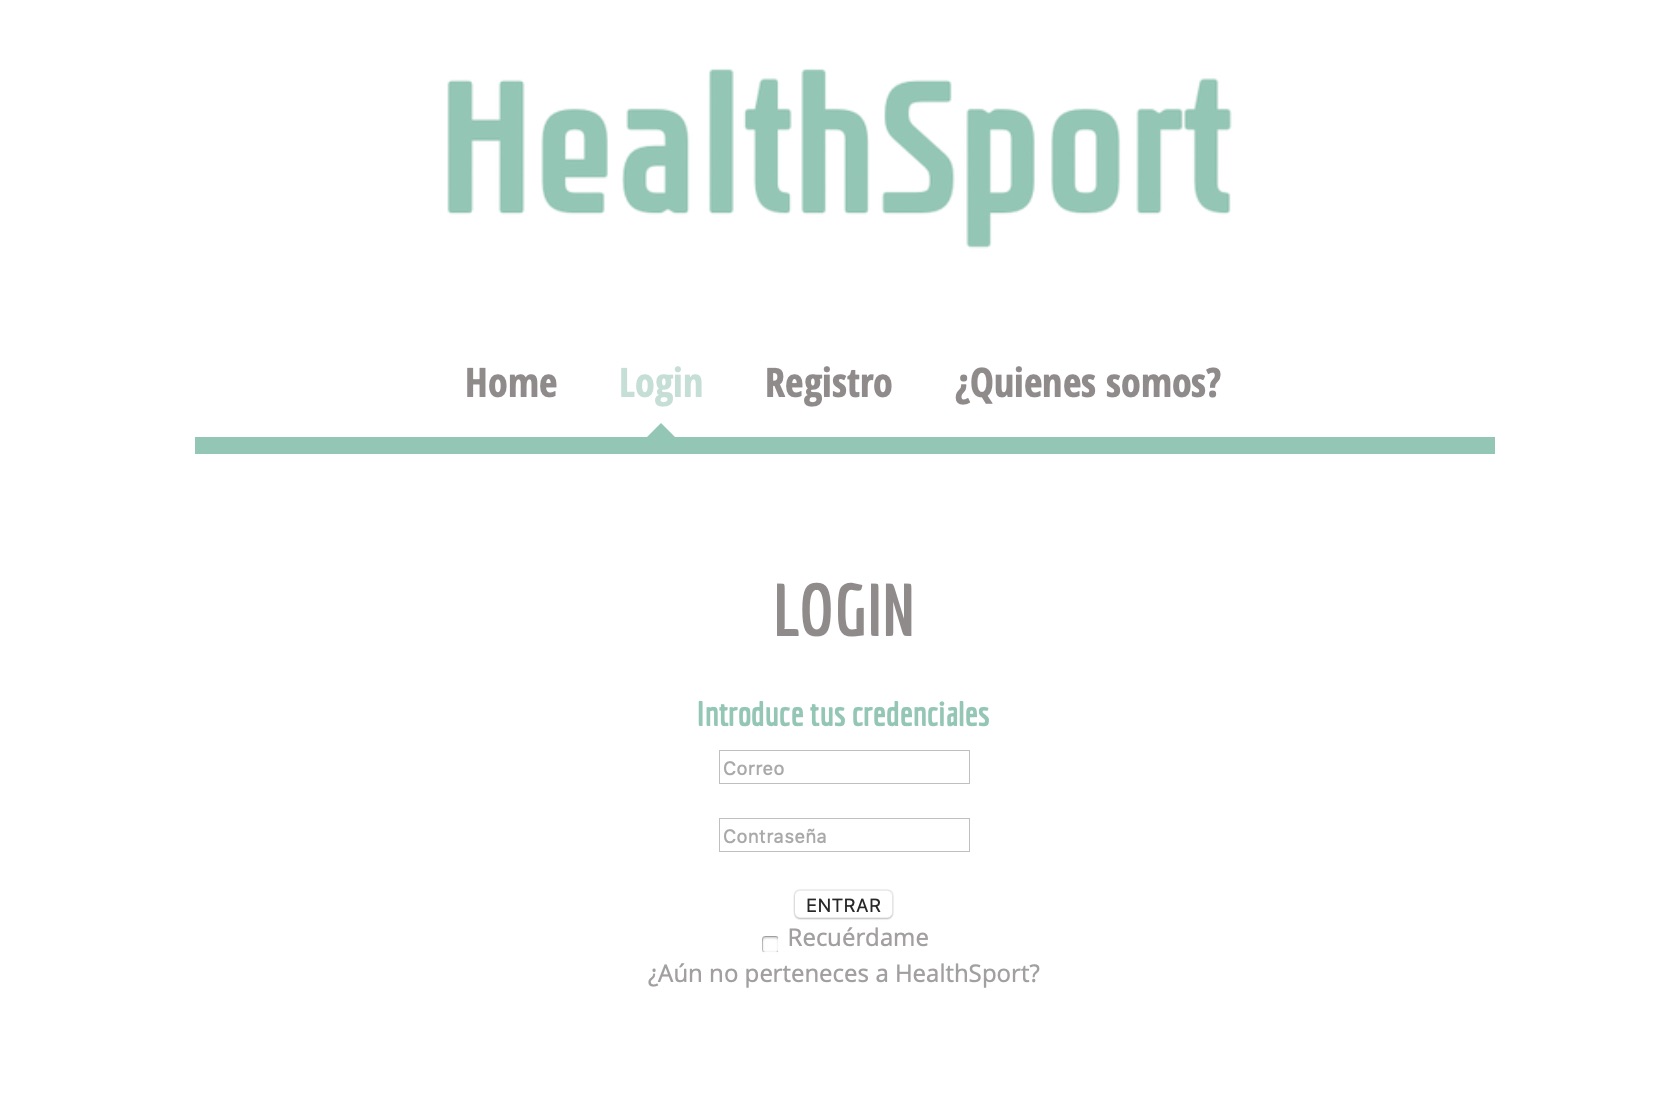 HealthSport
Home Login Registro ¿Quienes somos?
LOGIN
Introduce tus credenciales
Correo
Contraseña
ENTRAR
Recuérdame
¿Aún no perteneces a HealthSport?